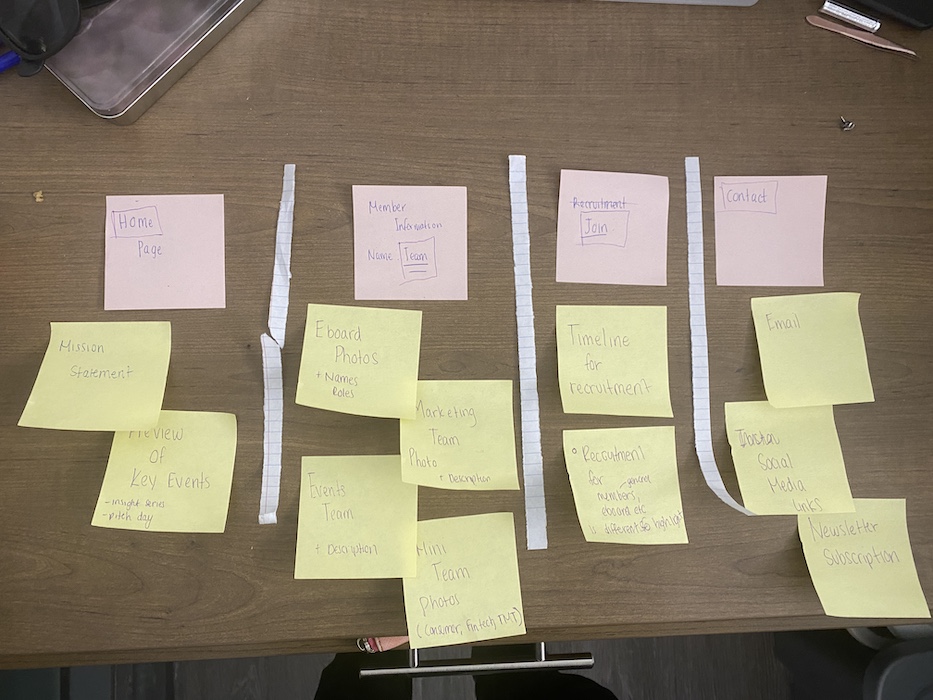 Home
Page
Mission
Statement
Preview
of
Key Events
- insight series
- pitch day
Member
Information
Name: Team
Eboard
Photos
+ Names
Roles
Marketing
Team
Photo
+ Description
Events
Team
+ Description
Mini
Team
Photos
(Consumer, Fintech, TMT)
Recruitment
Join
Timeline
for
recruitment
Recruitment
for general
members,
eboard etc
is different so highlight
Contact
Email
Social
Media
Links
Newsletter
Subscription